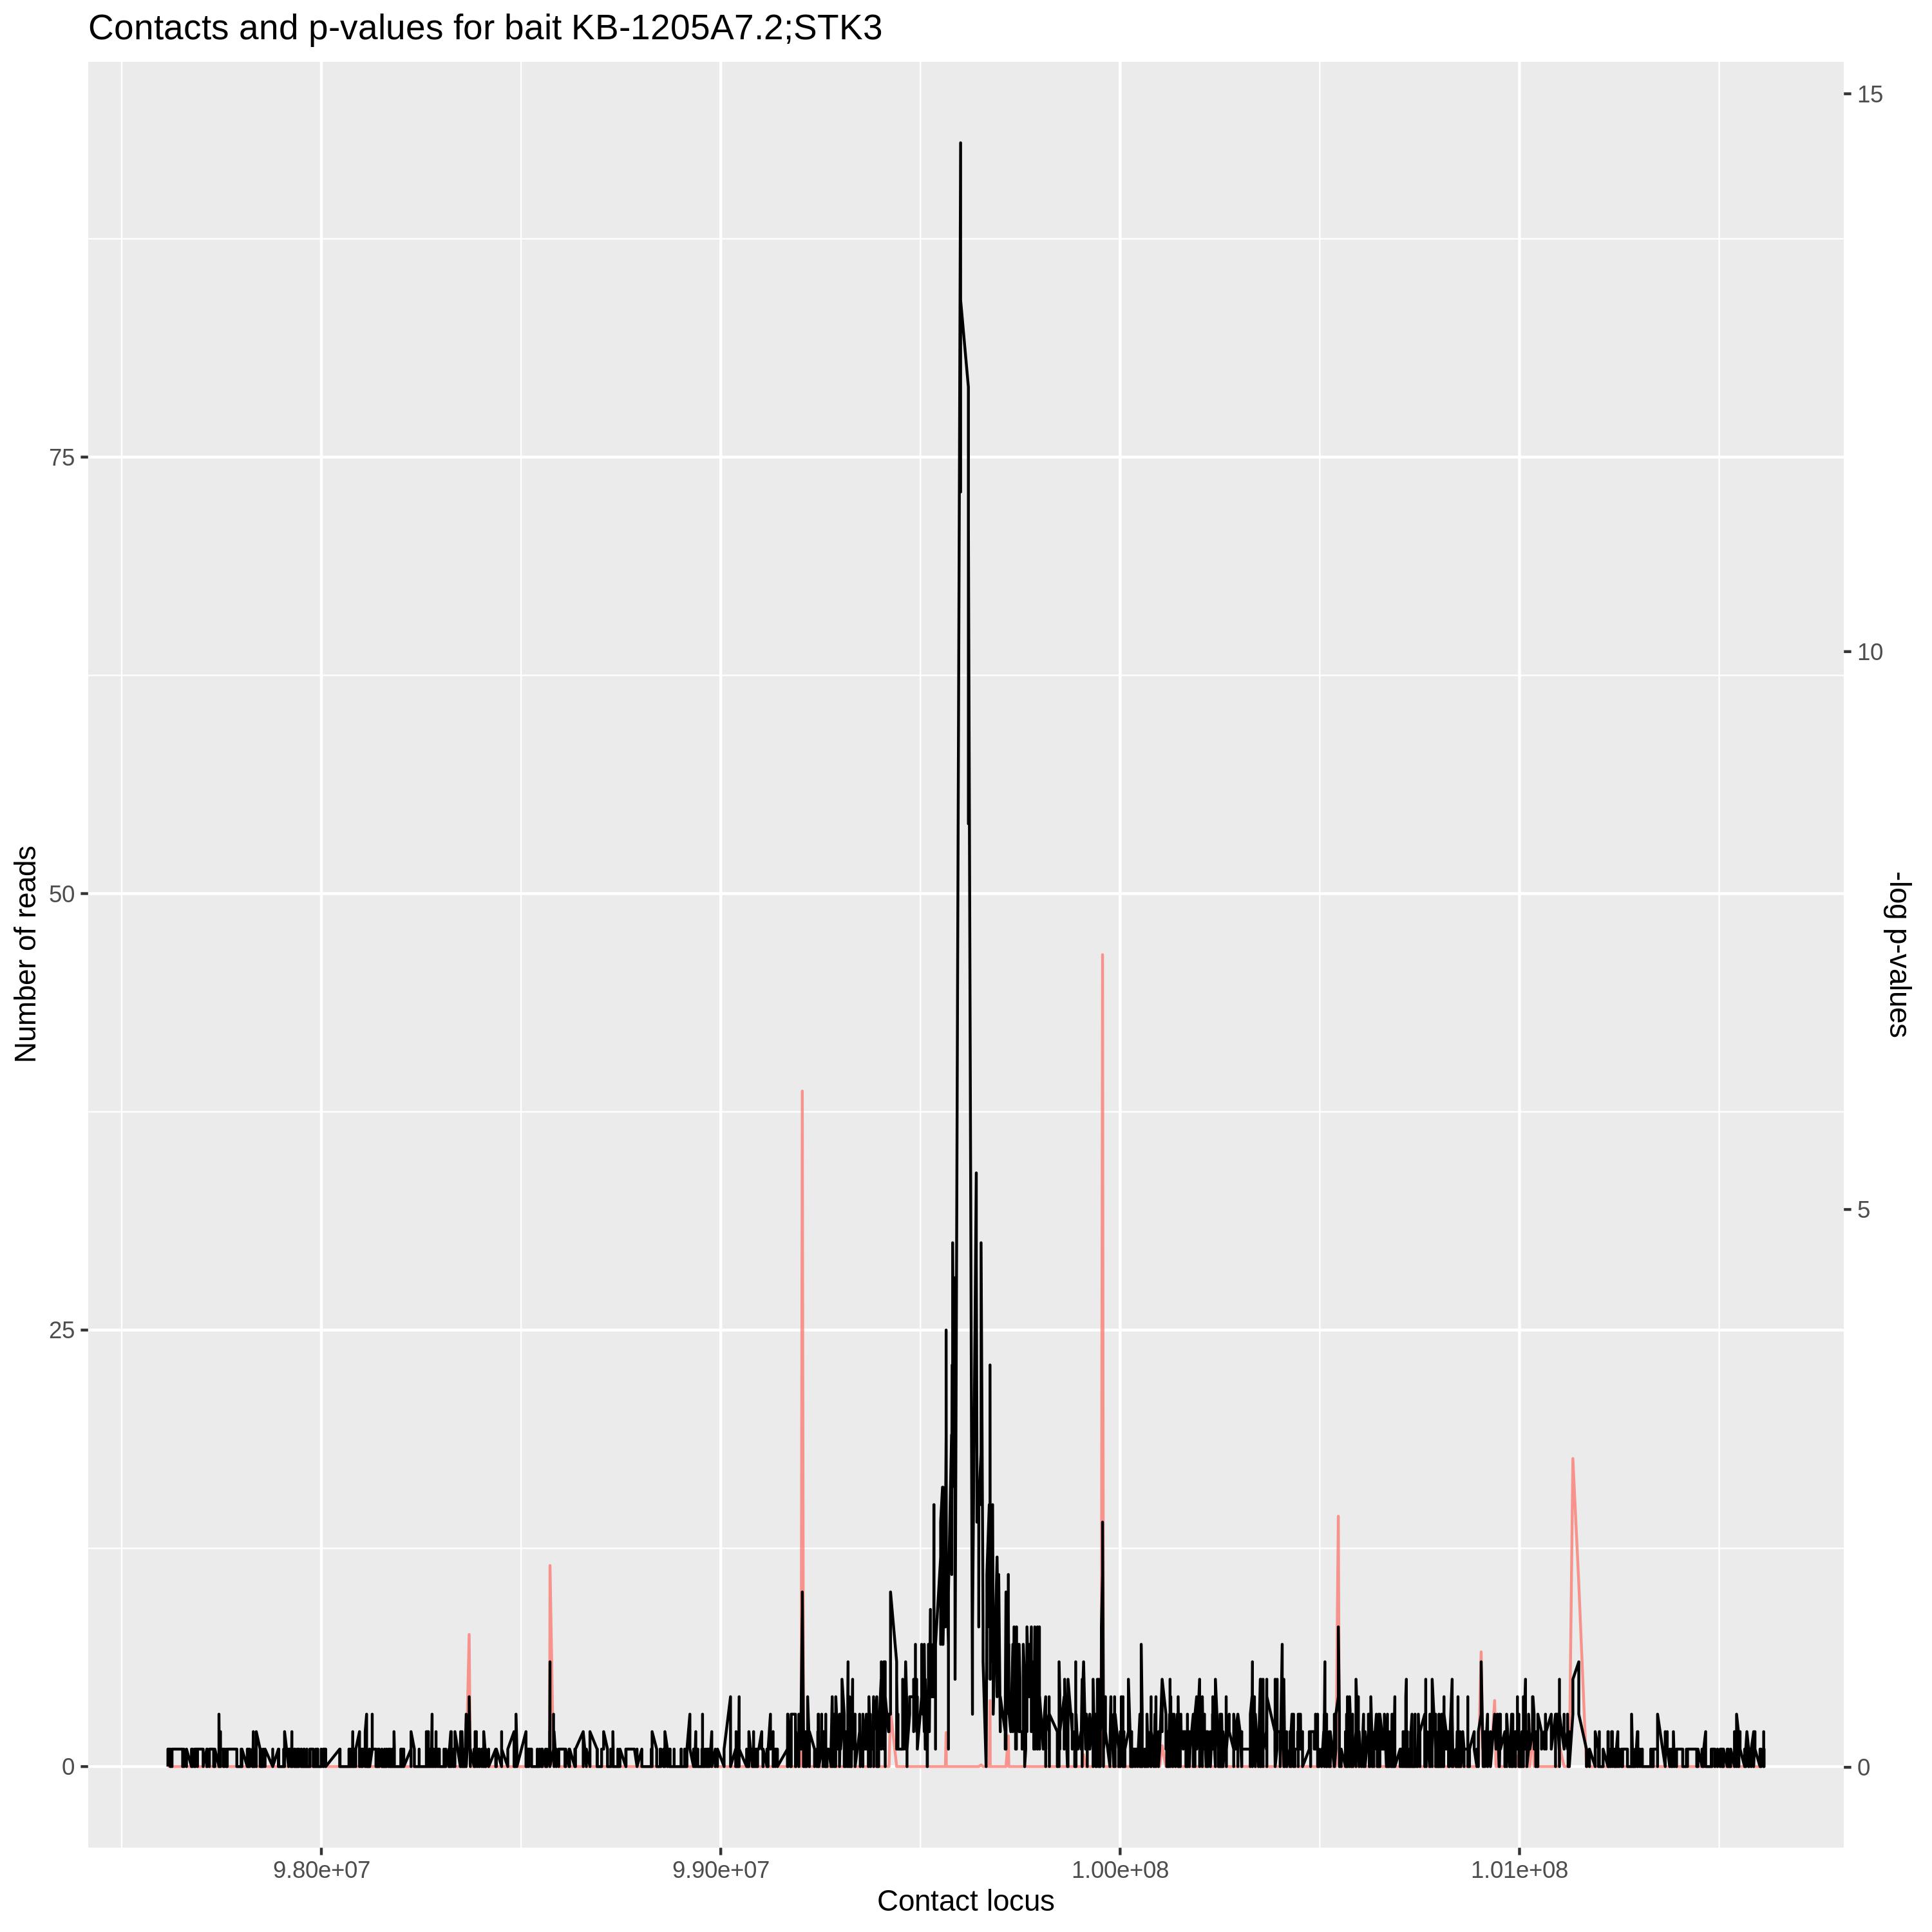 Contacts and p-values for bait KB-1205A7.2;STK3
15
75
10
Number of reads
50
-log p-values
5
25
0
0
9.80e+07 9.90e+07 1.00e+08 1.01e+08
Contact locus